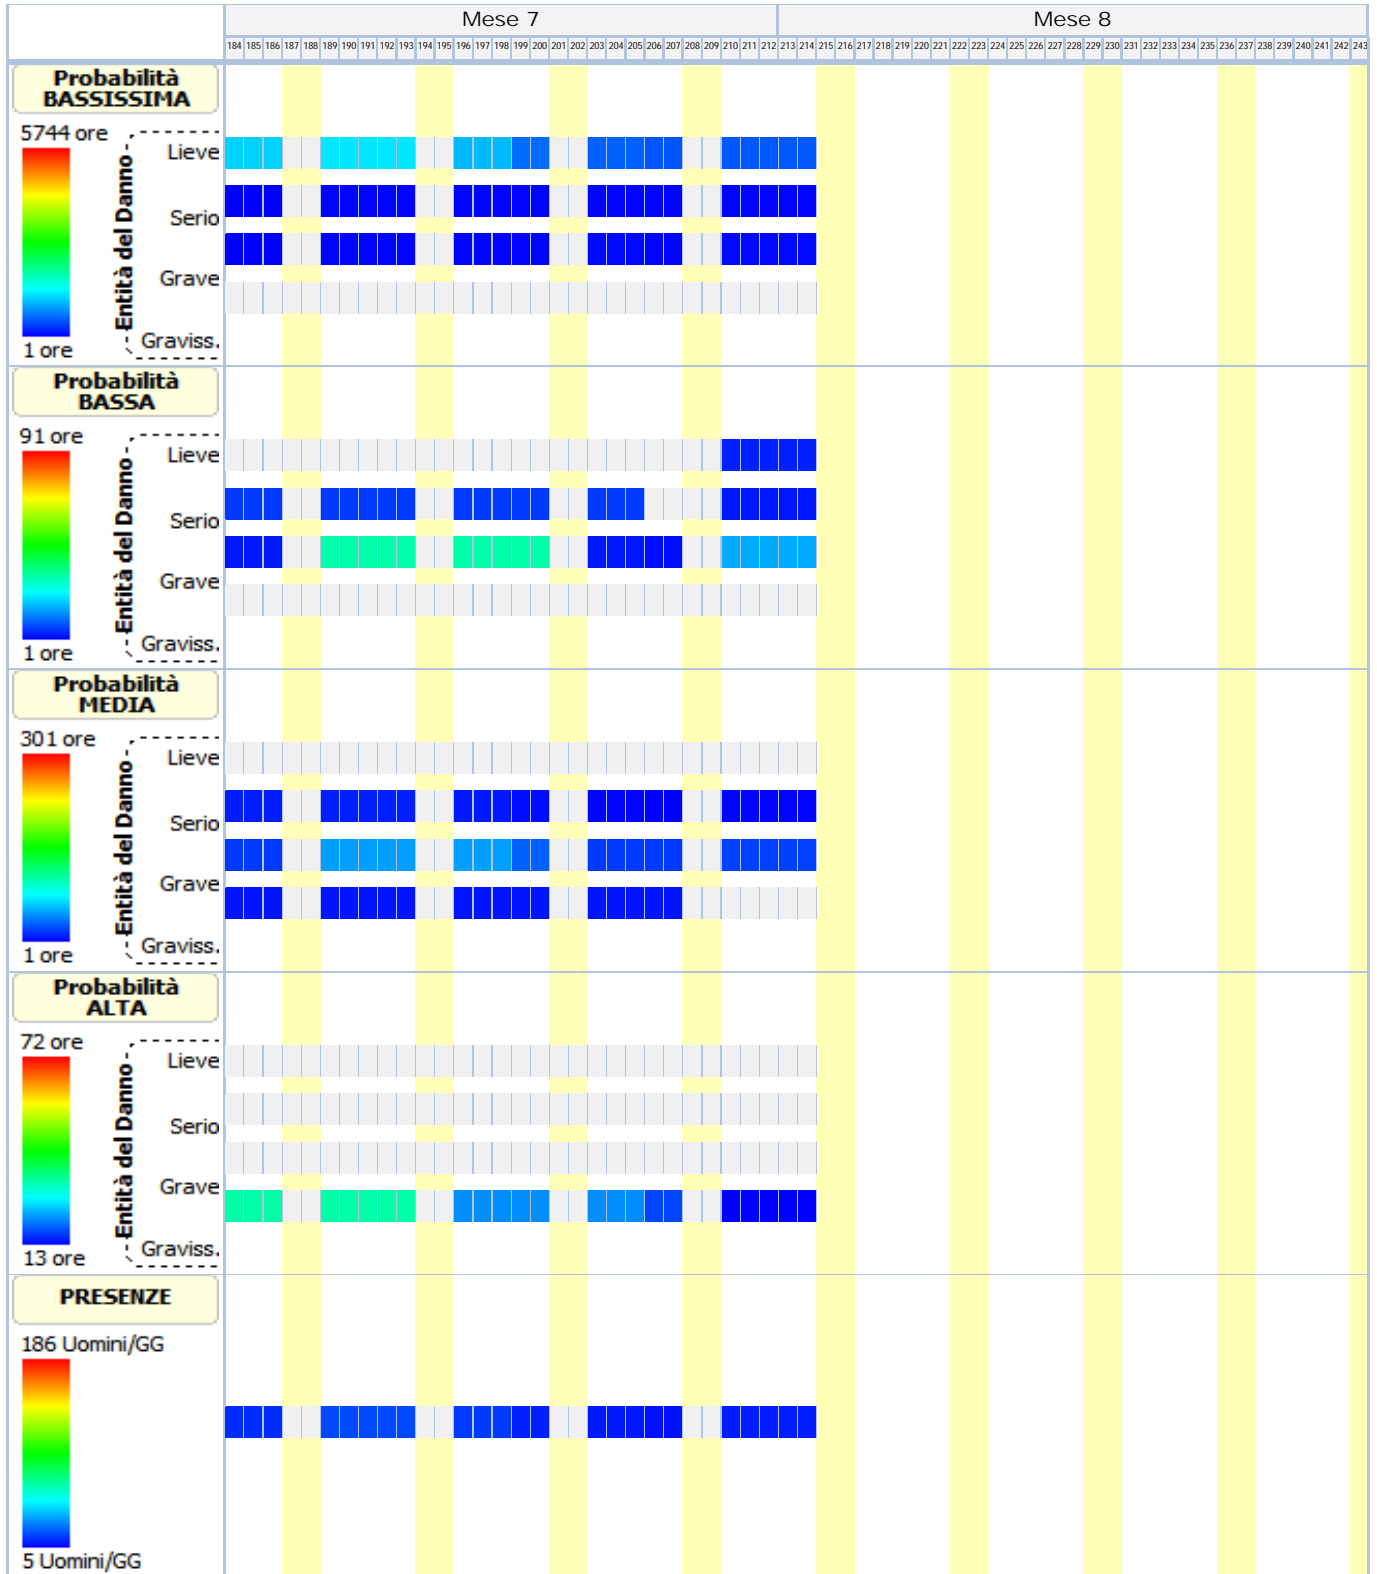 Mese 7 Mese 8
184 185 186 187 188 189 190 191 192 193 194 195 196 197 198 199 200 201 202 203 204 205 206 207 208 209 210 211 212 213 214 215 216 217 218 219 220 221 222 223 224 225 226 227 228 229 230 231 232 233 234 235 236 237 238 239 240 241 242 243
Probabilità
BASSISSIMA
5744 ore
Entità del Danno
Lieve
Serio
Grave
Graviss.
1 ore
Probabilità
BASSA
91 ore
Entità del Danno
Lieve
Serio
Grave
Graviss.
1 ore
Probabilità
MEDIA
301 ore
Entità del Danno
Lieve
Serio
Grave
Graviss.
1 ore
Probabilità
ALTA
72 ore
Entità del Danno
Lieve
Serio
Grave
Graviss.
13 ore
PRESENZE
186 Uomini/GG
5 Uomini/GG